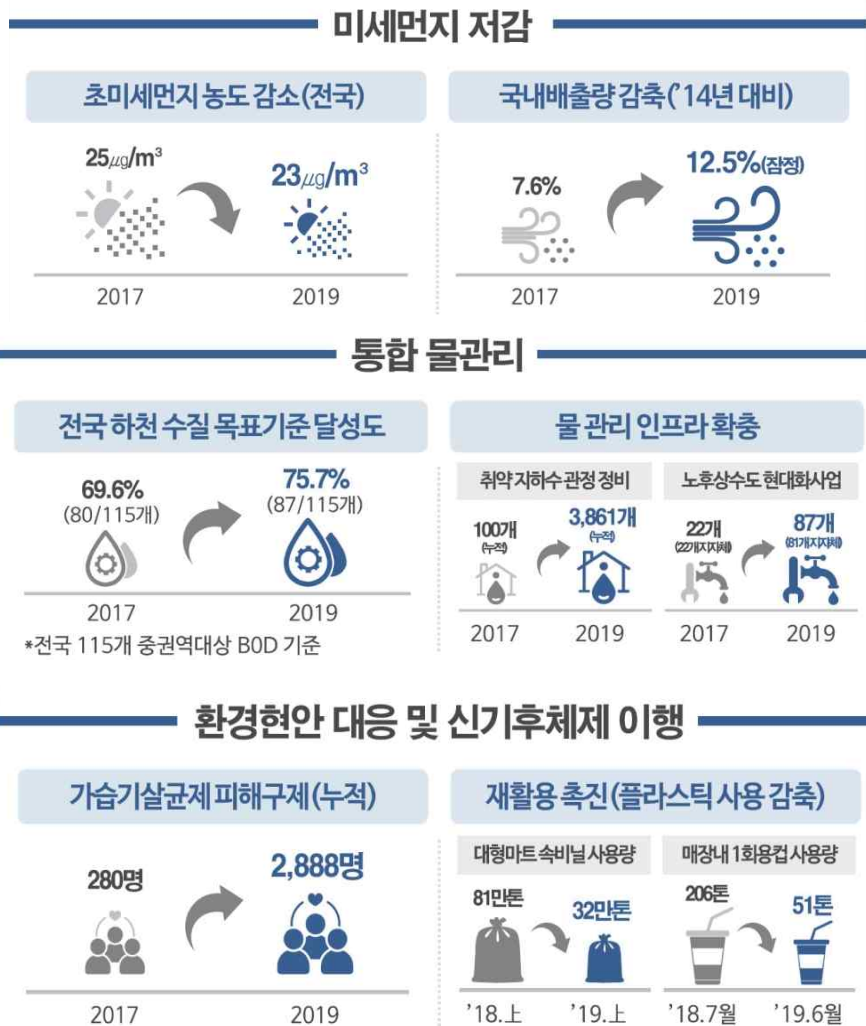 미세먼지 저감
초미세먼지 농도 감소(전국)
25㎍/m³
23㎍/m³
2017
2019
국내배출량 감축('14년 대비)
7.6%
12.5%(잠정)
2017
2019
통합 물관리
전국 하천 수질 목표기준 달성도
69.6%
(80/115개)
75.7%
(87/115개)
2017
2019
*전국 115개 중권역대상 BOD 기준
물 관리 인프라 확충
취약 지하수 관정 정비
100개
(누적)
3,861개
(누적)
2017
2019
노후상수도 현대화사업
22개
(22개지자체)
87개
(81개지자체)
2017
2019
환경현안 대응 및 신기후체제 이행
가습기살균제 피해구제(누적)
280명
2,888명
2017
2019
재활용 촉진(플라스틱 사용 감축)
대형마트 속비닐 사용량
81만톤
32만톤
'18.上
'19.上
매장내 1회용컵 사용량
206톤
51톤
'18.7월
'19.6월